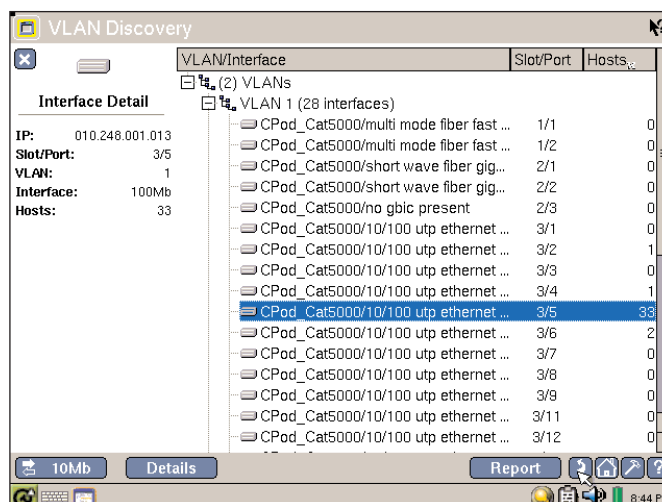 VLAN Discovery
VLAN/Interface Slot/Port Hosts
(2) VLANs
Interface Detail
VLAN 1 (28 interfaces)
IP: 010.248.001.013
Slot/Port: 3/5
VLAN: 1
Interface: 100Mb
Hosts: 33
CPod_Cat5000/multi mode fiber fast ... 1/1 0
CPod_Cat5000/multi mode fiber fast ... 1/2 0
CPod_Cat5000/short wave fiber gig... 2/1 0
CPod_Cat5000/short wave fiber gig... 2/2 0
CPod_Cat5000/no gbic present 2/3 0
CPod_Cat5000/10/100 utp ethernet ... 3/1 0
CPod_Cat5000/10/100 utp ethernet ... 3/2 1
CPod_Cat5000/10/100 utp ethernet ... 3/3 0
CPod_Cat5000/10/100 utp ethernet ... 3/4 1
CPod_Cat5000/10/100 utp ethernet ... 3/5 33
CPod_Cat5000/10/100 utp ethernet ... 3/6 2
CPod_Cat5000/10/100 utp ethernet ... 3/7 0
CPod_Cat5000/10/100 utp ethernet ... 3/8 0
CPod_Cat5000/10/100 utp ethernet ... 3/9 0
CPod_Cat5000/10/100 utp ethernet ... 3/11 0
CPod_Cat5000/10/100 utp ethernet ... 3/12 0
10Mb Details Report ?
8:44 P